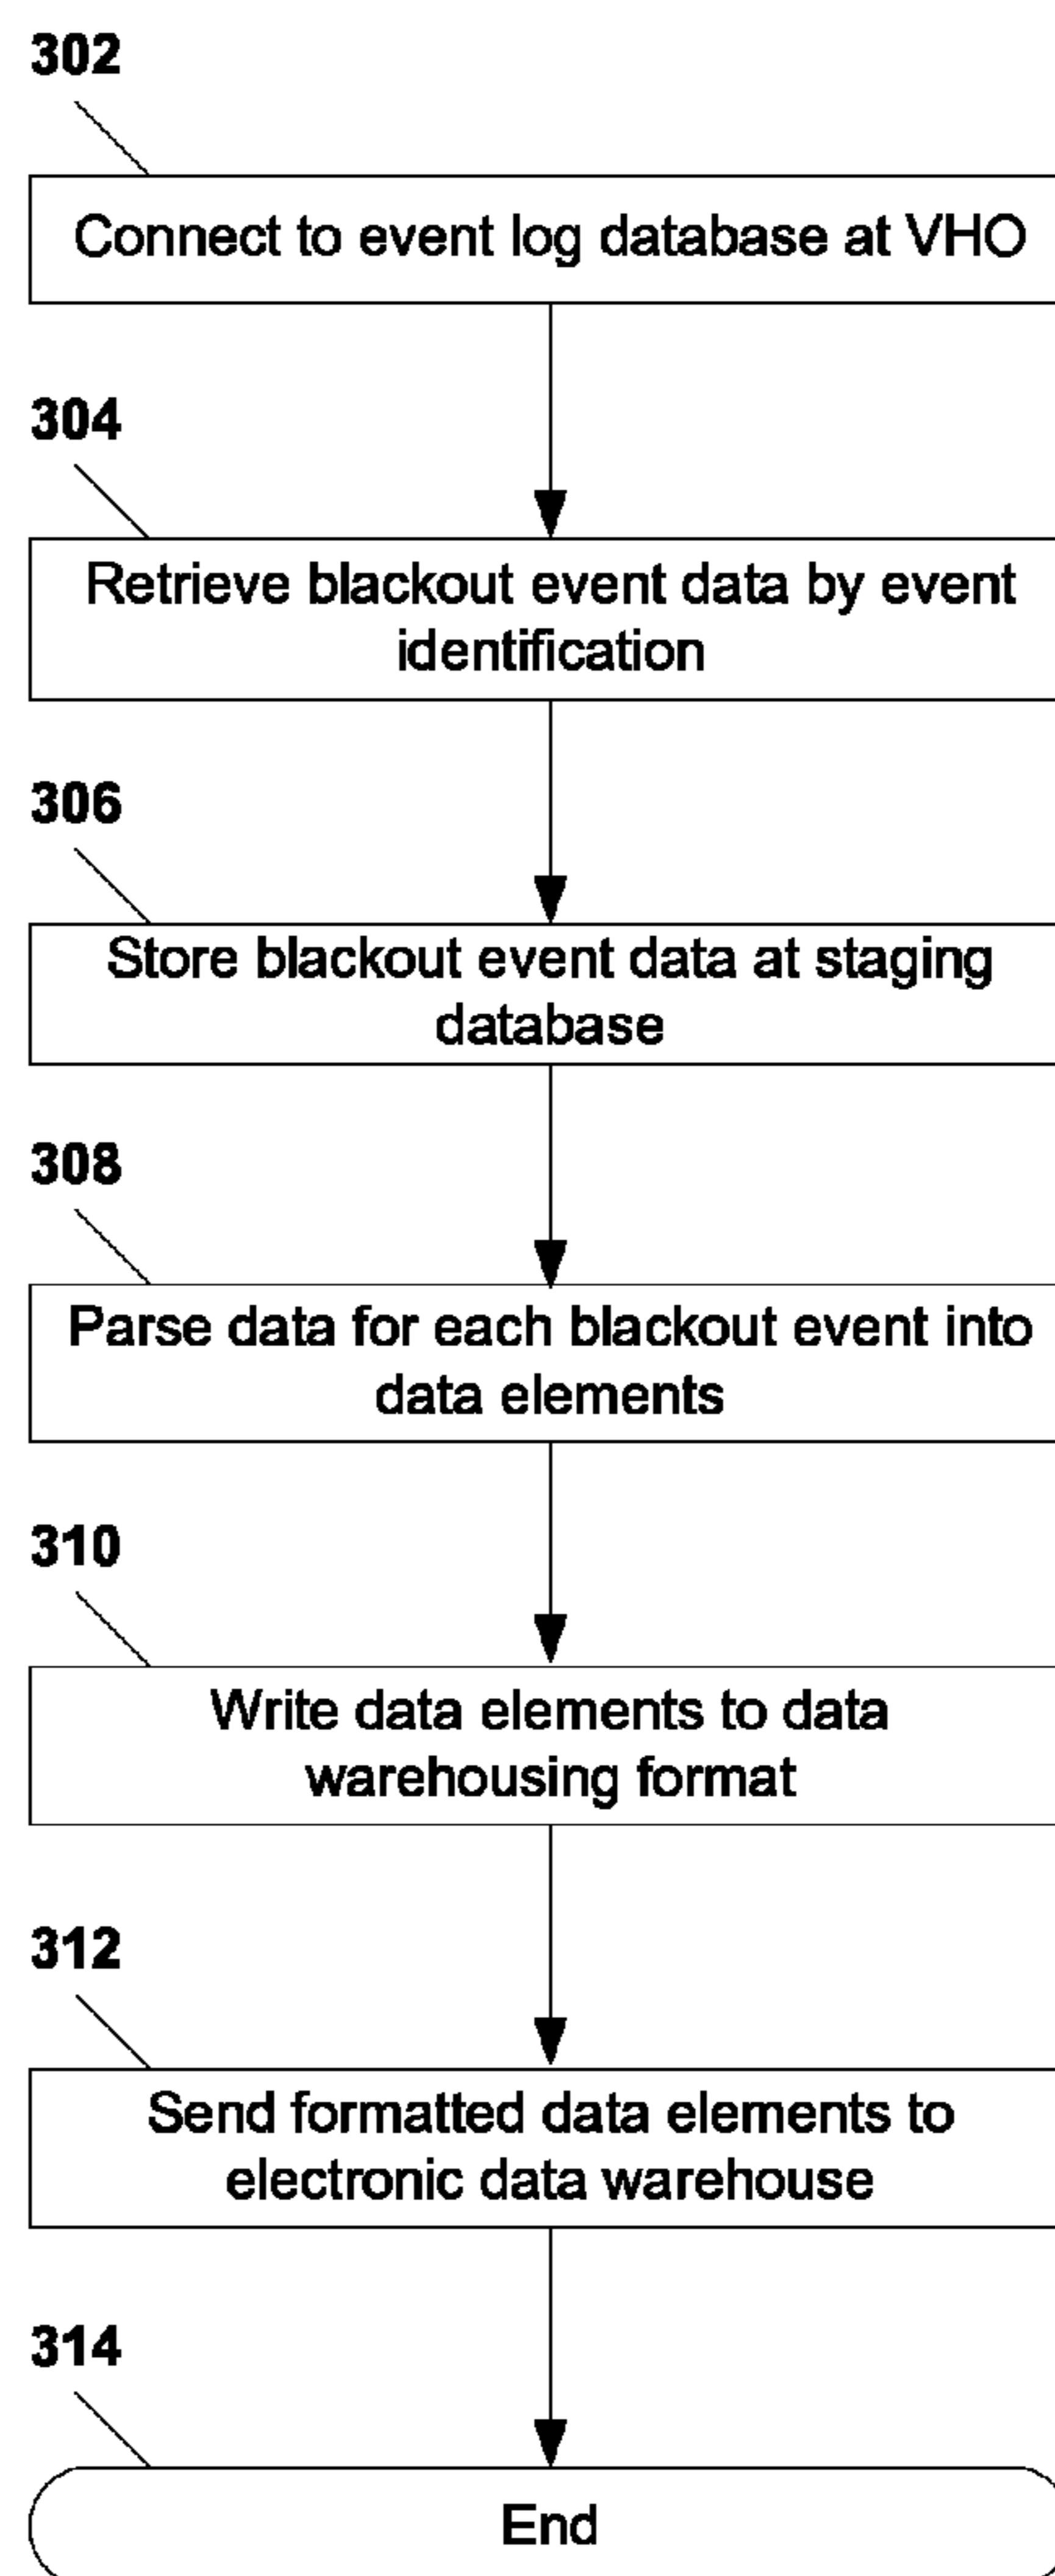 302
Connect to event log database at VHO
304
Retrieve blackout event data by event
identification
306
Store blackout event data at staging
database
308
Parse data for each blackout event into
data elements
310
Write data elements to data
warehousing format
312
Send formatted data elements to
electronic data warehouse
314
End